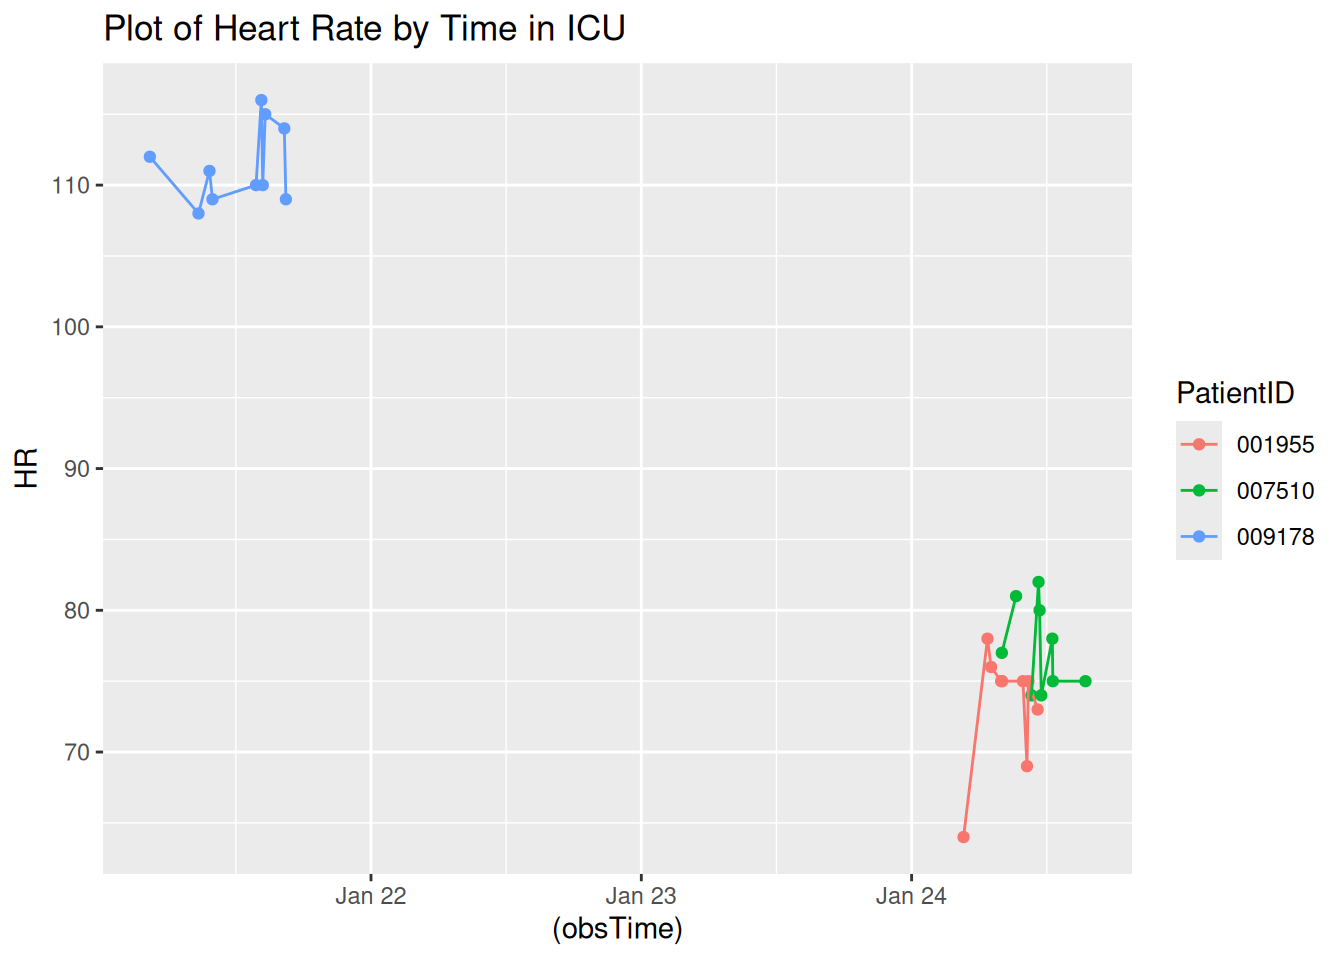 Plot of Heart Rate by Time in ICU
HR
110
100
90
80
70
Jan 22
Jan 23
Jan 24
(obsTime)
PatientID
001955
007510
009178